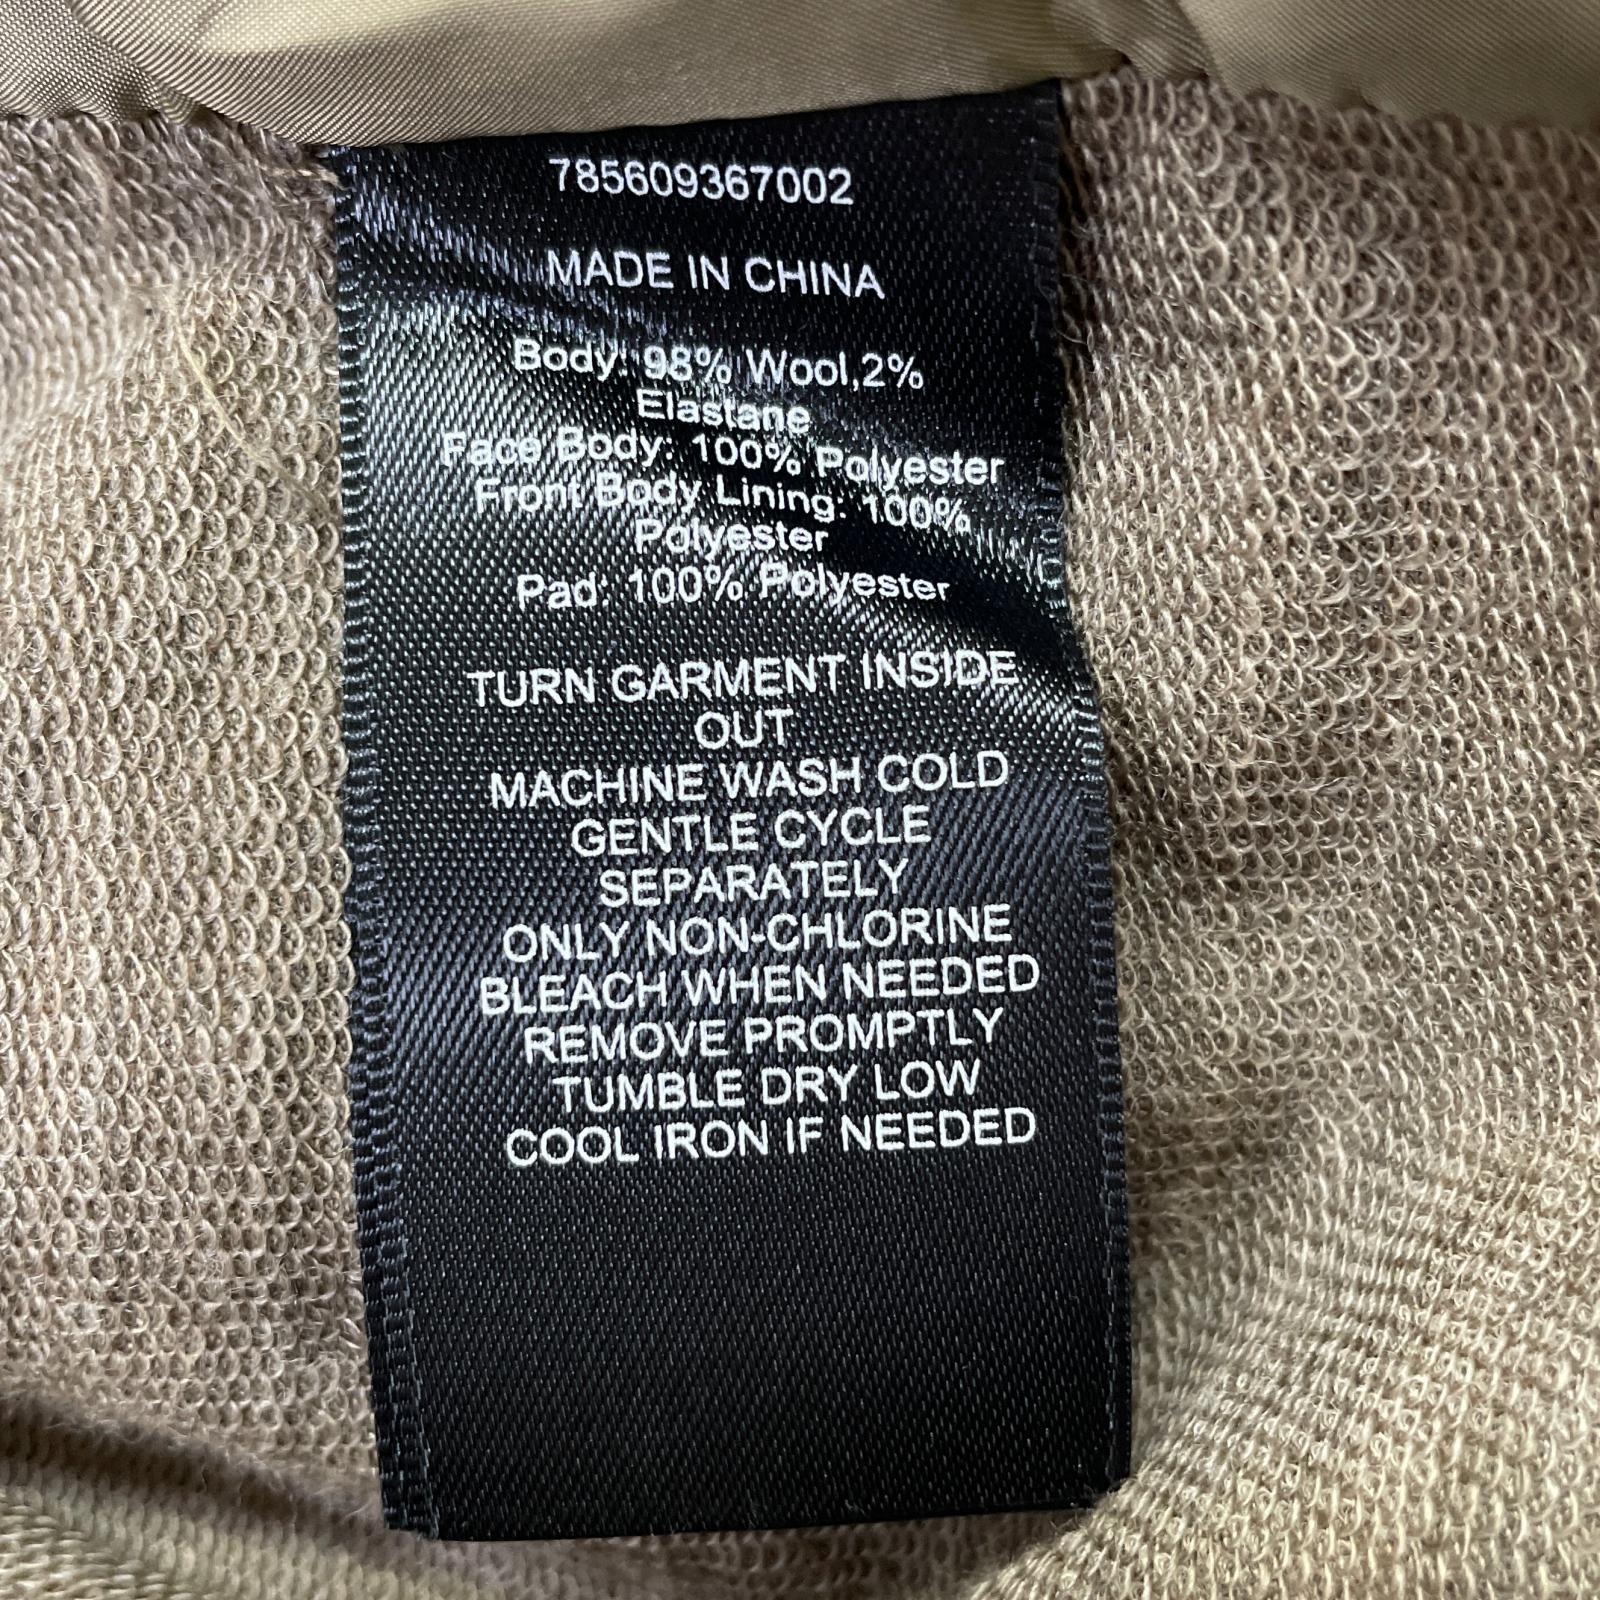 785609367002
MADE IN CHINA
Body: 98% Wool,2%
Elastane
Face Body: 100% Polyester
Front Body Lining: 100%
Polyester
Pad: 100% Polyester
TURN GARMENT INSIDE
OUT
MACHINE WASH COLD
GENTLE CYCLE
SEPARATELY
ONLY NON-CHLORINE
BLEACH WHEN NEEDED
REMOVE PROMPTLY
TUMBLE DRY LOW
COOL IRON IF NEEDED